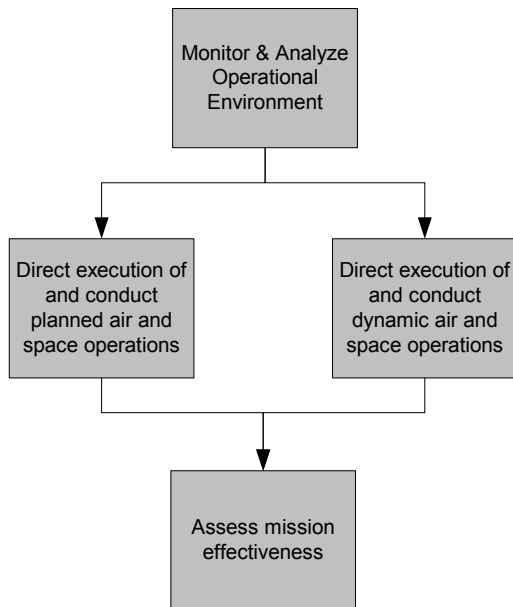 Monitor & Analyze
Operational
Environment
Direct execution of
and conduct
planned air and
space operations
Direct execution of
and conduct
dynamic air and
space operations
Assess mission
effectiveness